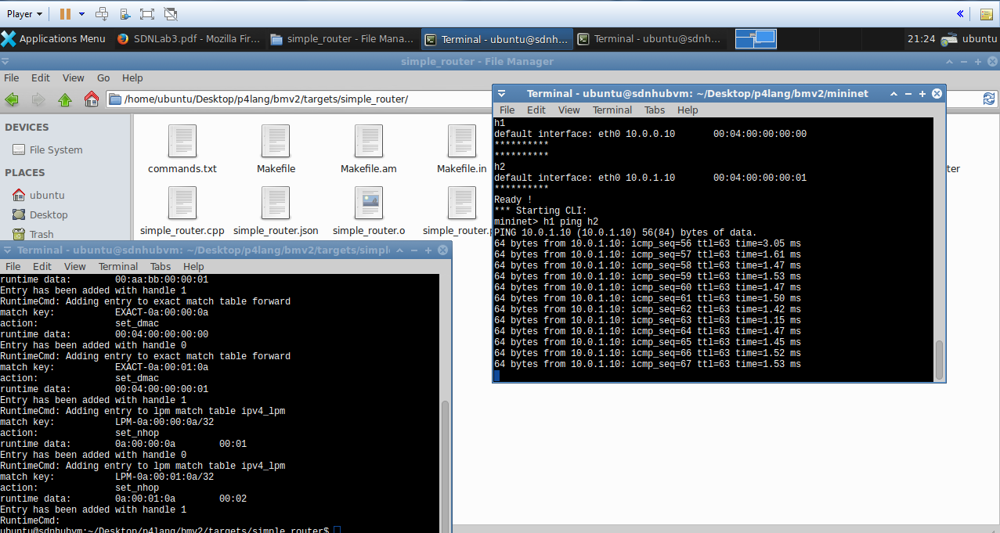 Player
Applications Menu
SDNLab3.pdf - Mozilla Fir...
simple_router - File Mana...
Terminal - ubuntu@sdnh...
Terminal - ubuntu@sdnh...
21:24
ubuntu
simple_router - File Manager
File Edit View Go Help
/home/ubuntu/Desktop/p4lang/bmv2/targets/simple_router/
DEVICES
File System
PLACES
ubuntu
Desktop
Trash
commands.txt
Makefile
Makefile.am
Makefile.in
ter
simple_router.cpp
simple_router.json
simple_router.o
simple_router.p
Terminal - ubuntu@sdnhubvm: ~/Desktop/p4lang/bmv2/mininet
File Edit View Terminal Tabs Help
h1
default interface: eth0 10.0.0.10 00:04:00:00:00:00
**********
**********
h2
default interface: eth0 10.0.1.10 00:04:00:00:00:01
**********
Ready !
*** Starting CLI:
mininet> h1 ping h2
PING 10.0.1.10 (10.0.1.10) 56(84) bytes of data.
64 bytes from 10.0.1.10: icmp_seq=56 ttl=63 time=3.05 ms
64 bytes from 10.0.1.10: icmp_seq=57 ttl=63 time=1.61 ms
64 bytes from 10.0.1.10: icmp_seq=58 ttl=63 time=1.47 ms
64 bytes from 10.0.1.10: icmp_seq=59 ttl=63 time=1.53 ms
64 bytes from 10.0.1.10: icmp_seq=60 ttl=63 time=1.47 ms
64 bytes from 10.0.1.10: icmp_seq=61 ttl=63 time=1.50 ms
64 bytes from 10.0.1.10: icmp_seq=62 ttl=63 time=1.42 ms
64 bytes from 10.0.1.10: icmp_seq=63 ttl=63 time=1.15 ms
64 bytes from 10.0.1.10: icmp_seq=64 ttl=63 time=1.47 ms
64 bytes from 10.0.1.10: icmp_seq=65 ttl=63 time=1.45 ms
64 bytes from 10.0.1.10: icmp_seq=66 ttl=63 time=1.52 ms
64 bytes from 10.0.1.10: icmp_seq=67 ttl=63 time=1.53 ms
Terminal - ubuntu@sdnhubvm: ~/Desktop/p4lang/bmv2/targets/simpl
File Edit View Terminal Tabs Help
runtime data: 00:aa:bb:00:00:01
Entry has been added with handle 1
RuntimeCmd: Adding entry to exact match table forward
match key: EXACT-0a:00:00:0a
action: set_dmac
runtime data: 00:04:00:00:00:00
Entry has been added with handle 0
RuntimeCmd: Adding entry to exact match table forward
match key: EXACT-0a:00:01:0a
action: set_dmac
runtime data: 00:04:00:00:00:01
Entry has been added with handle 1
RuntimeCmd: Adding entry to lpm match table ipv4_lpm
match key: LPM-0a:00:00:0a/32
action: set_nhop
runtime data: 0a:00:00:0a 00:01
Entry has been added with handle 0
RuntimeCmd: Adding entry to lpm match table ipv4_lpm
match key: LPM-0a:00:01:0a/32
action: set_nhop
runtime data: 0a:00:01:0a 00:02
Entry has been added with handle 1
RuntimeCmd:
ubuntu@sdnhubvm:~/Desktop/p4lang/bmv2/targets/simple_router$